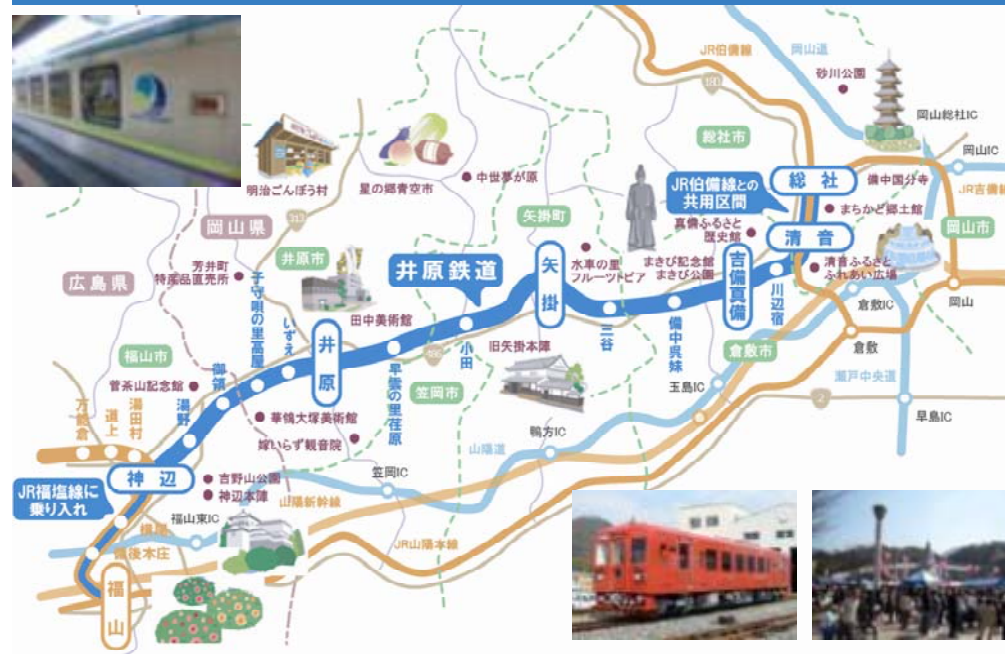 JR伯備線
岡山道
砂川公園
180
岡山総社IC
総社市
岡山IC
明治ごんぼう村
星の郷青空市
中世夢が原
JR伯備線との
共用区間
総社
備中国分寺
JR吉備線
岡山県
313
矢掛町
真備ふるさと
歴史館
まちかど郷土館
清音
岡山市
井原市
芳井町
特産品直売所
広島県
井原鉄道
矢掛
水車の里
フルーツトピア
まきび記念館
まきび公園
吉備真備
川辺宿
清音ふるさと
ふれあい広場
倉敷IC
岡山
子守唄の里高屋
いずえ
井原
田中美術館
早雲の里荏原
486
小田
旧矢掛本陣
三谷
備中呉妹
倉敷市
倉敷
福山市
菅茶山記念館
御領
笠岡市
玉島IC
瀬戸中央道
2
早島IC
万能倉
道上
湯田村
湯野
華鴒大塚美術館
嫁いらず観音院
鴨方IC
山陽道
神辺
吉野山公園
神辺本陣
笠岡IC
JR福塩線に
乗り入れ
福山東IC
山陽新幹線
横尾
備後本庄
JR山陽本線
福山